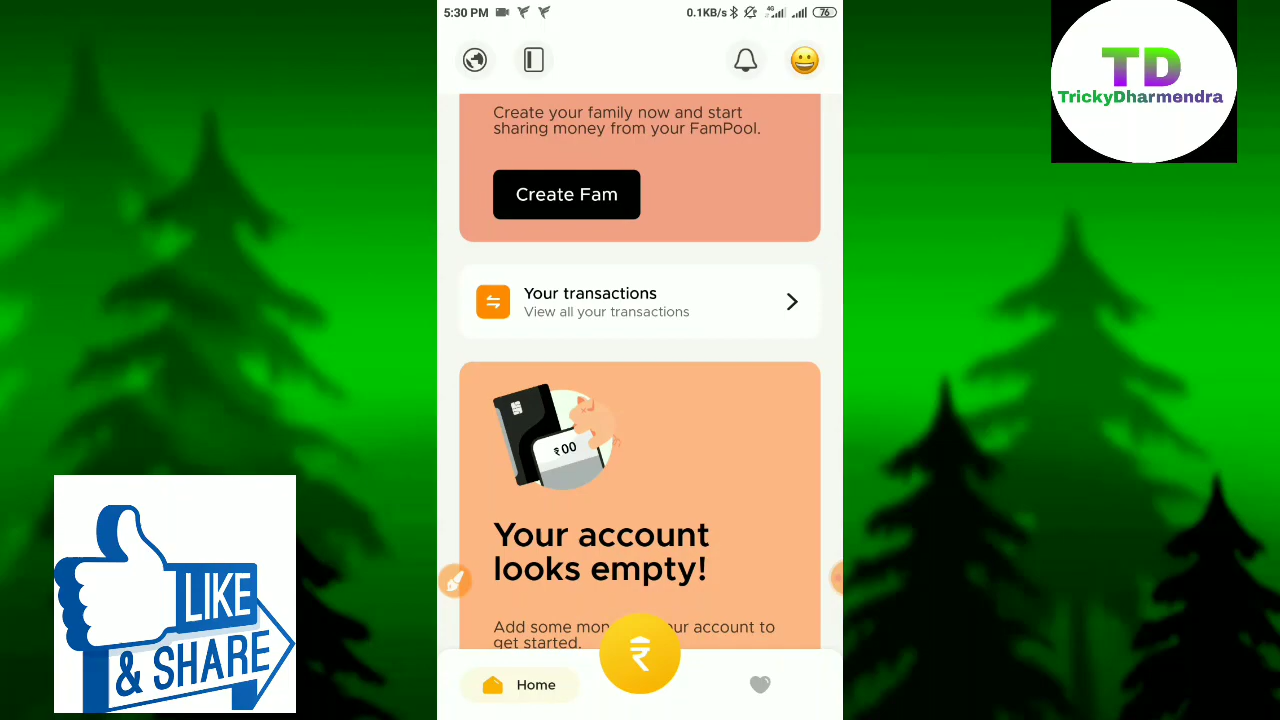 5:30 PM
0.1KB/s
4G
76
TD
TrickyDharmendra
Create your family now and start
sharing money from your FamPool.
Create Fam
Your transactions
View all your transactions
₹00
Your account
looks empty!
Add some mon ur account to
get started.
₹
Home
LIKE
& SHARE